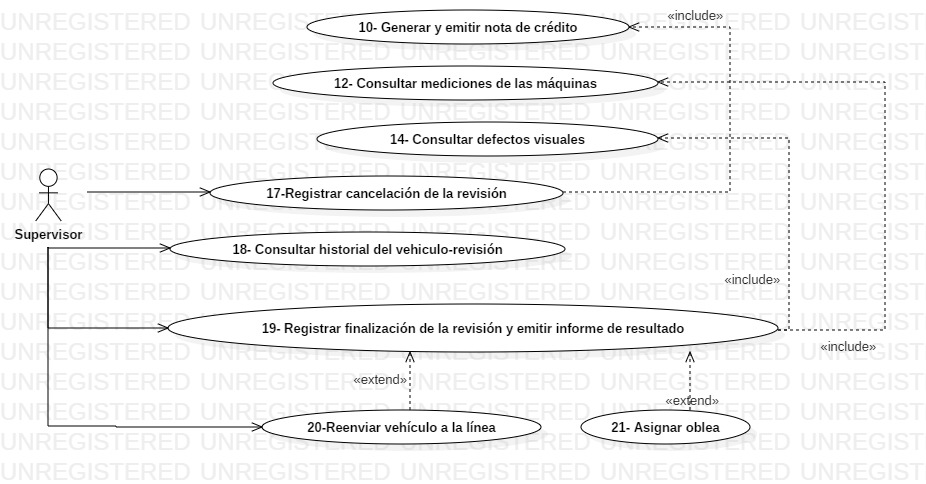 «include»
10- Generar y emitir nota de crédito
12- Consultar mediciones de las máquinas
14- Consultar defectos visuales
17-Registrar cancelación de la revisión
Supervisor
18- Consultar historial del vehiculo-revisión
«include»
19- Registrar finalización de la revisión y emitir informe de resultado
«include»
«extend»
«extend»
20-Reenviar vehículo a la línea
21- Asignar oblea
UNREGISTERED